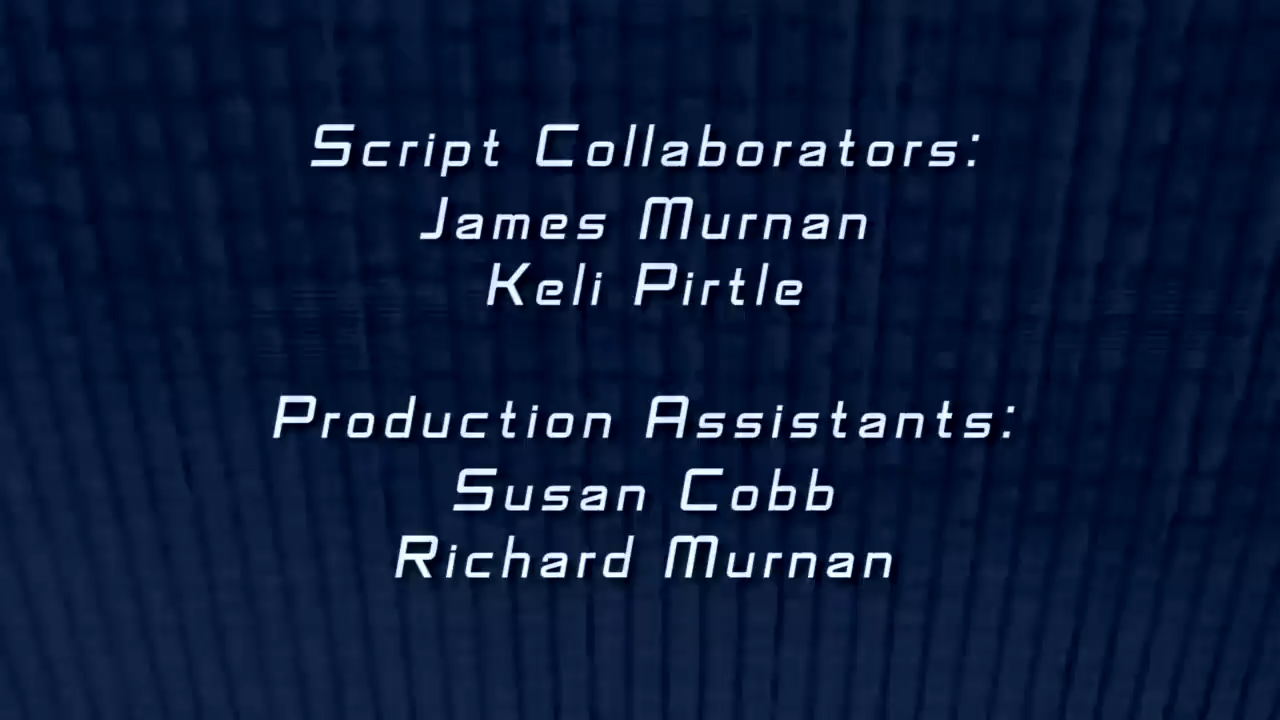 Script Collaborators:
James Murnan
Keli Pirtle
Production Assistants:
Susan Cobb
Richard Murnan